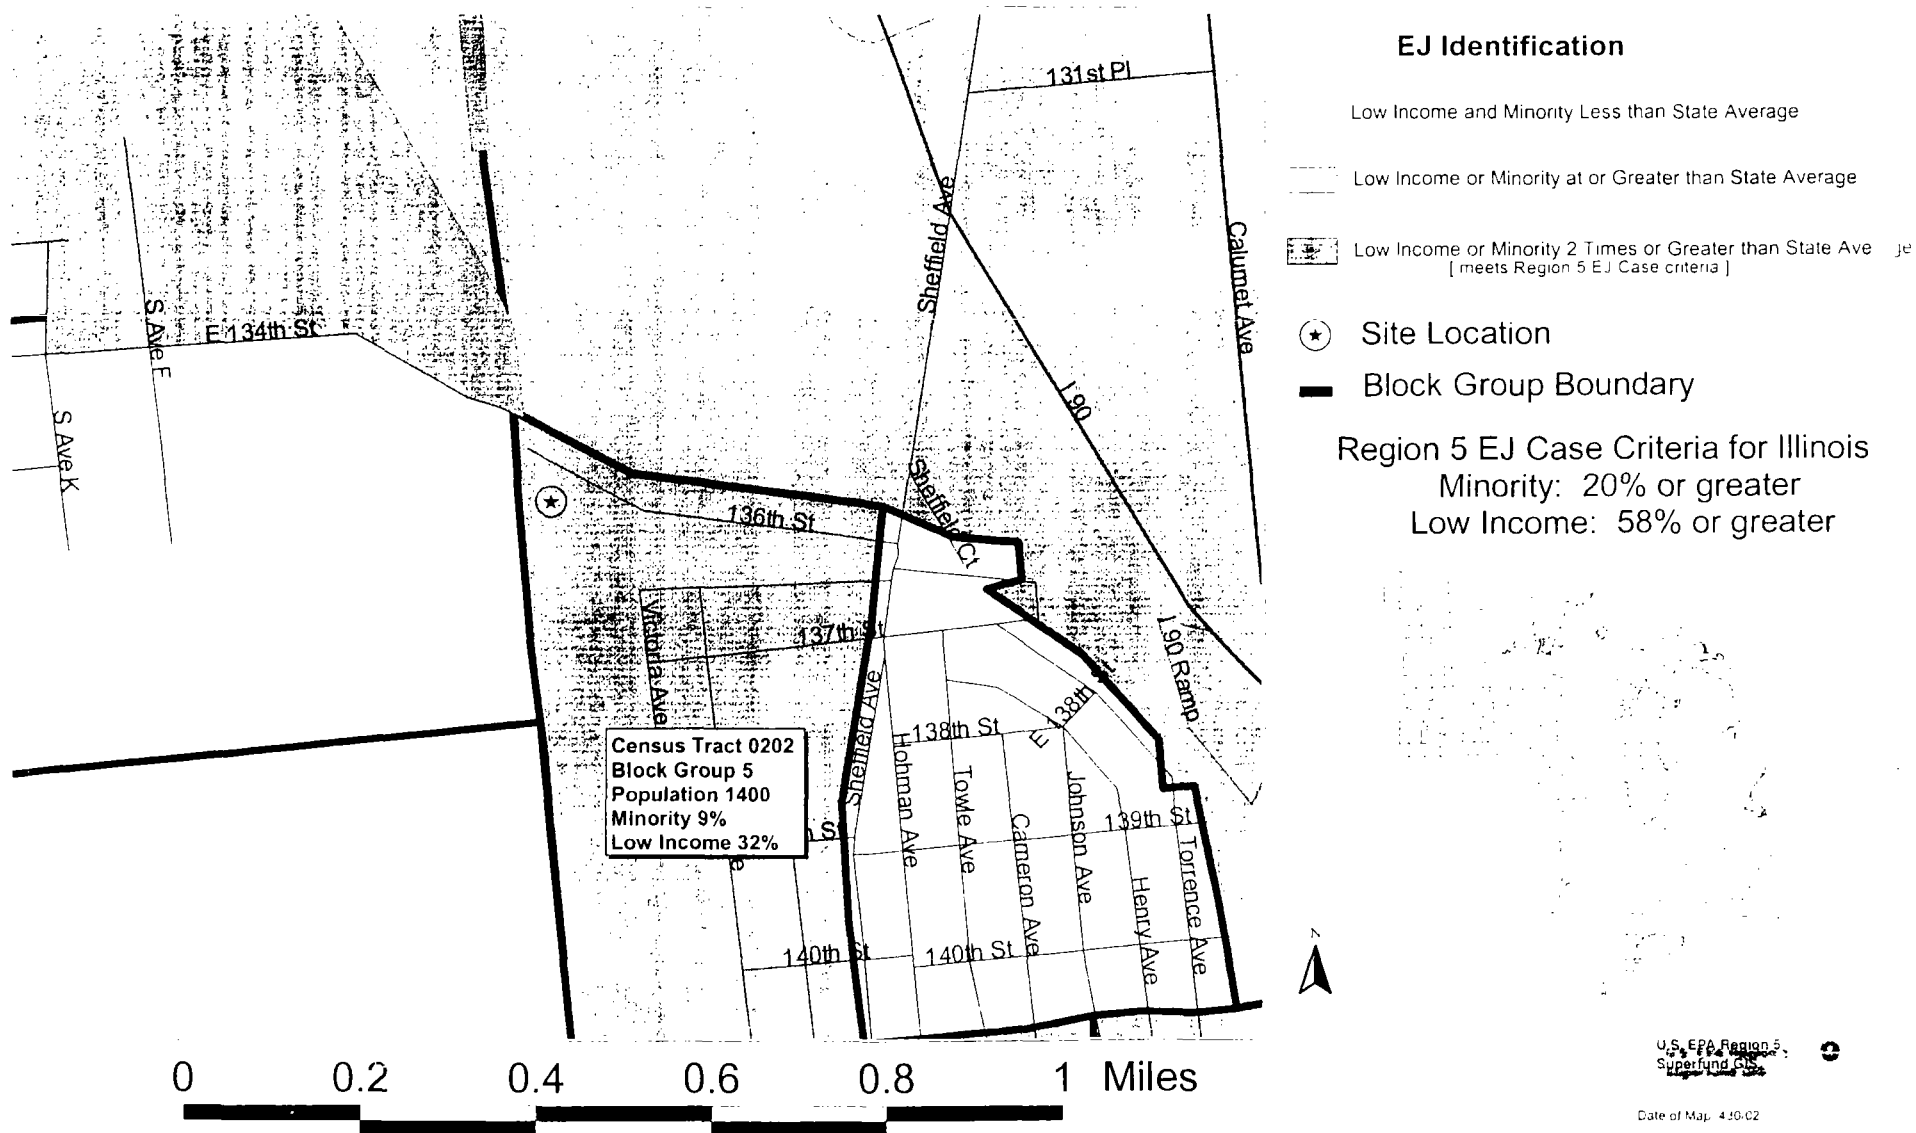 131st Pl
Sheffield Ave
Calumet Ave
S Ave F
E 134th St
S Ave K
I 90
Sheffield Ct
136th St
137th St
Victoria Ave
I 90 Ramp
Sheffield Ave
138th St
E 138th St
Hohman Ave
Towle Ave
Cameron Ave
Johnson Ave
139th St
Henry Ave
Torrence Ave
140th St
140th St
Census Tract 0202
Block Group 5
Population 1400
Minority 9%
Low Income 32%
h St
e
0 0.2 0.4 0.6 0.8 1 Miles
EJ Identification
Low Income and Minority Less than State Average
Low Income or Minority at or Greater than State Average
Low Income or Minority 2 Times or Greater than State Ave
[ meets Region 5 EJ Case criteria ]
Site Location
Block Group Boundary
Region 5 EJ Case Criteria for Illinois
Minority: 20% or greater
Low Income: 58% or greater
U.S. EPA Region 5
Superfund GIS
Date of Map